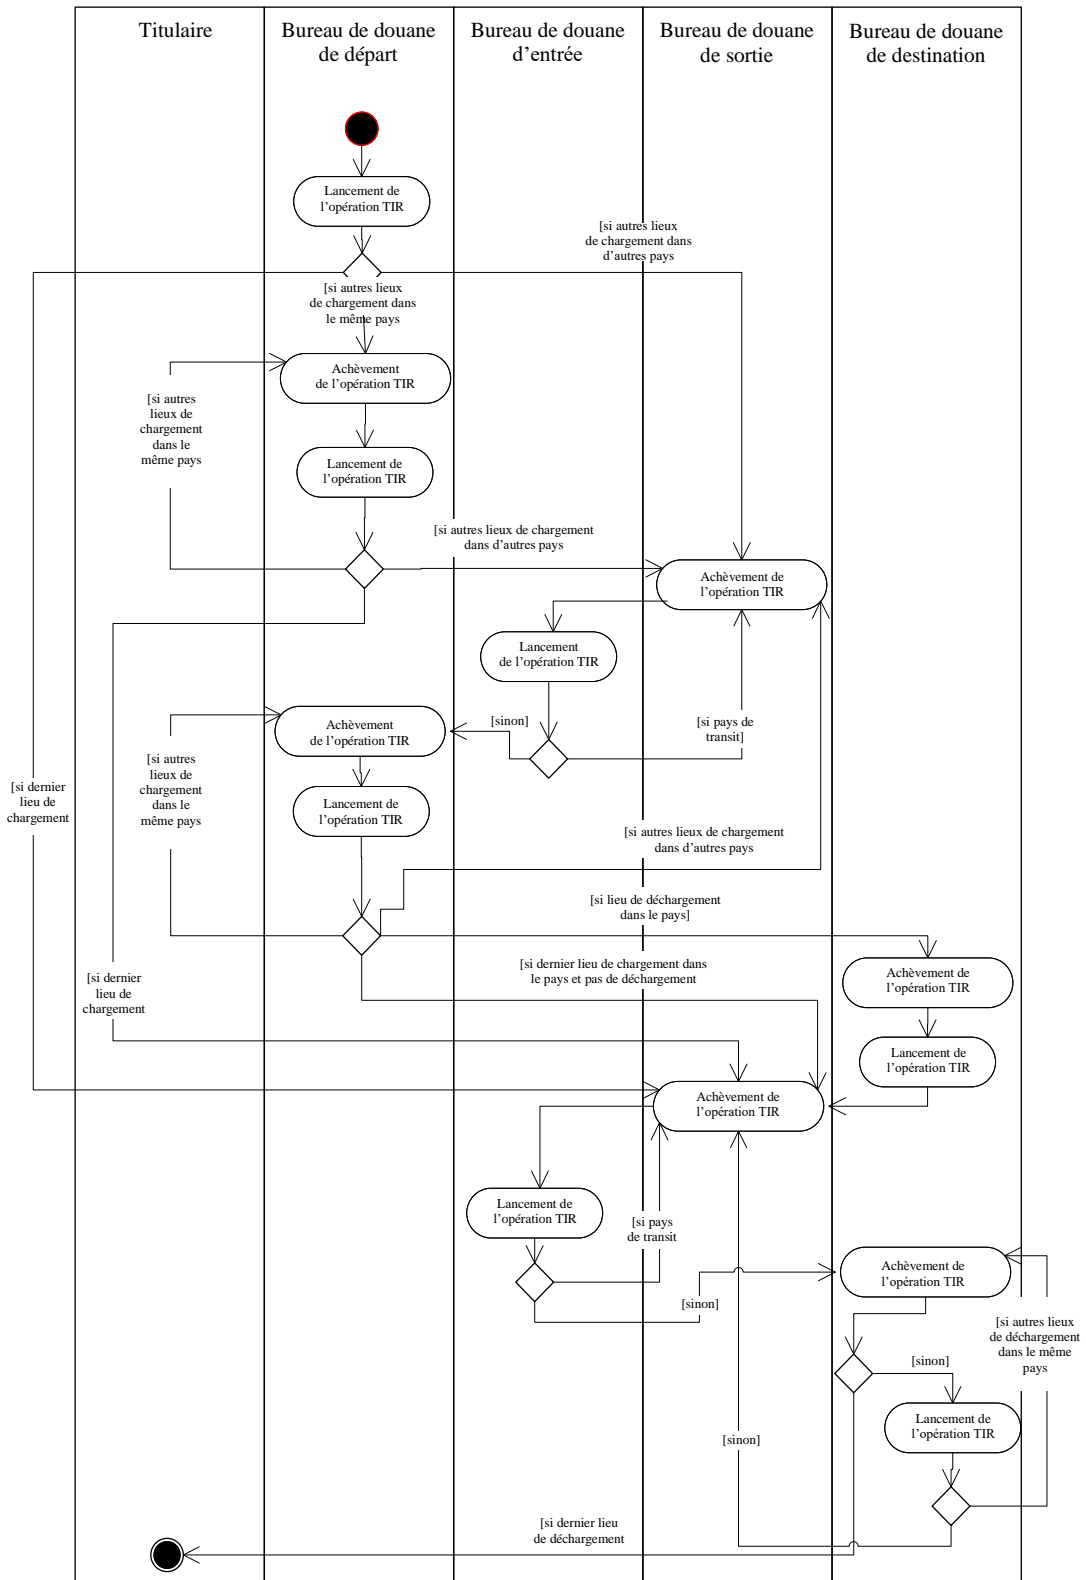 Titulaire
Bureau de douane
de départ
Bureau de douane
d’entrée
Bureau de douane
de sortie
Bureau de douane
de destination
Lancement de
l’opération TIR
[si autres lieux
de chargement dans
d’autres pays
[si autres lieux
de chargement dans
le même pays
Achèvement
de l’opération TIR
[si autres
lieux de
chargement
dans le
même pays
Lancement de
l’opération TIR
[si autres lieux de chargement
dans d’autres pays
Achèvement de
l’opération TIR
Lancement
de l’opération TIR
Achèvement
de l’opération TIR
[sinon]
[si pays de
transit]
[si autres
lieux de
chargement
dans le
même pays
[si dernier
lieu de
chargement
Lancement de
l’opération TIR
[si autres lieux de chargement
dans d’autres pays
[si lieu de déchargement
dans le pays]
[si dernier lieu de chargement dans
le pays et pas de déchargement
Achèvement de
l’opération TIR
[si dernier
lieu de
chargement
Lancement de
l’opération TIR
Achèvement de
l’opération TIR
Lancement de
l’opération TIR
[si pays
de transit
Achèvement de
l’opération TIR
[sinon]
[si autres lieux
de déchargement
dans le même
pays
[sinon]
Lancement de
l’opération TIR
[sinon]
[si dernier lieu
de déchargement